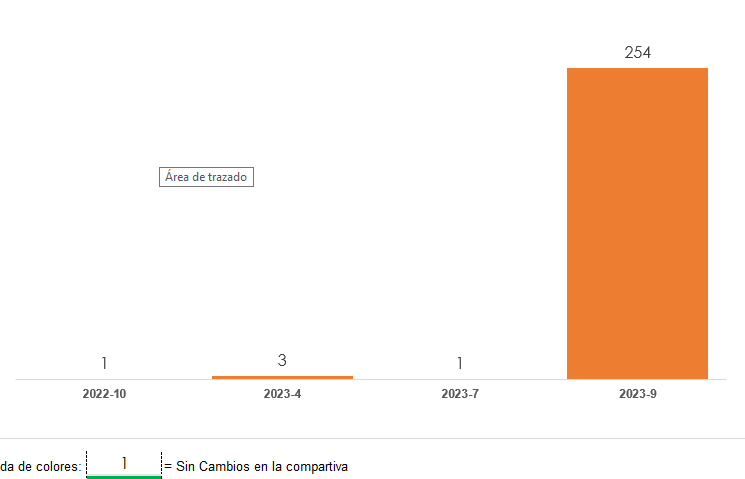 254
Área de trazado
1 3 1
2022-10 2023-4 2023-7 2023-9
da de colores: 1 = Sin Cambios en la compartiva